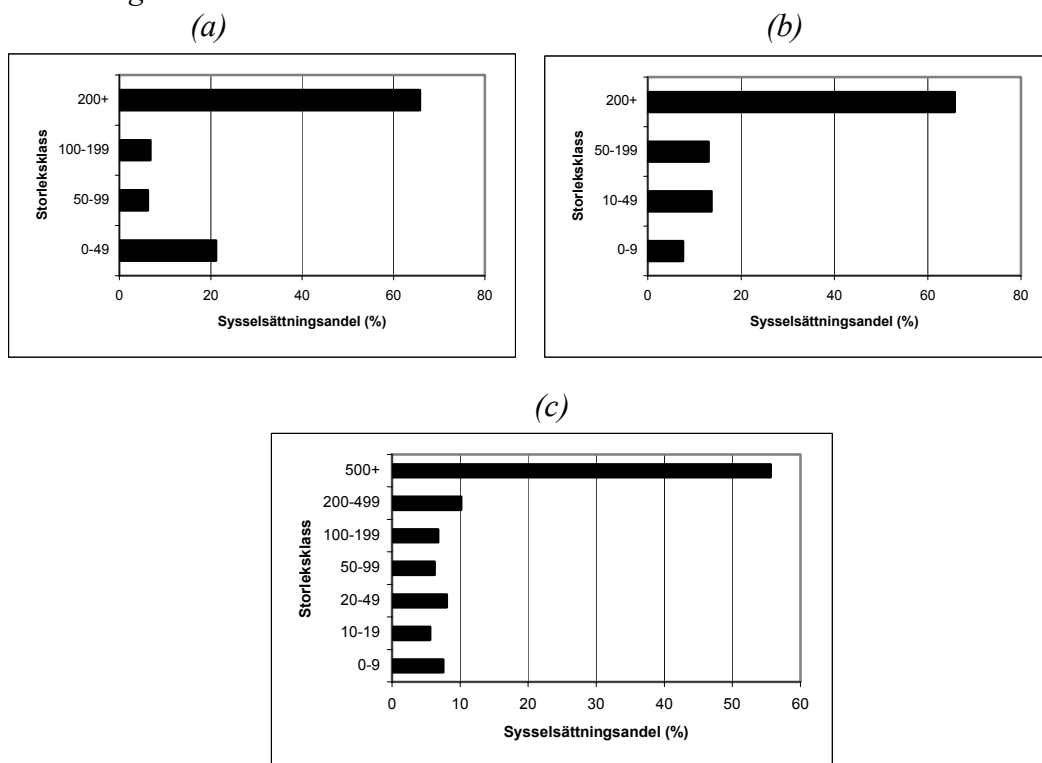 (a)
200+
100-199
50-99
0-49
Storleksklass
0 20 40 60 80
Sysselsättningsandel (%)
(b)
200+
50-199
10-49
0-9
Storleksklass
0 20 40 60 80
Sysselsättningsandel (%)
(c)
500+
200-499
100-199
50-99
20-49
10-19
0-9
Storleksklass
0 10 20 30 40 50 60
Sysselsättningsandel (%)